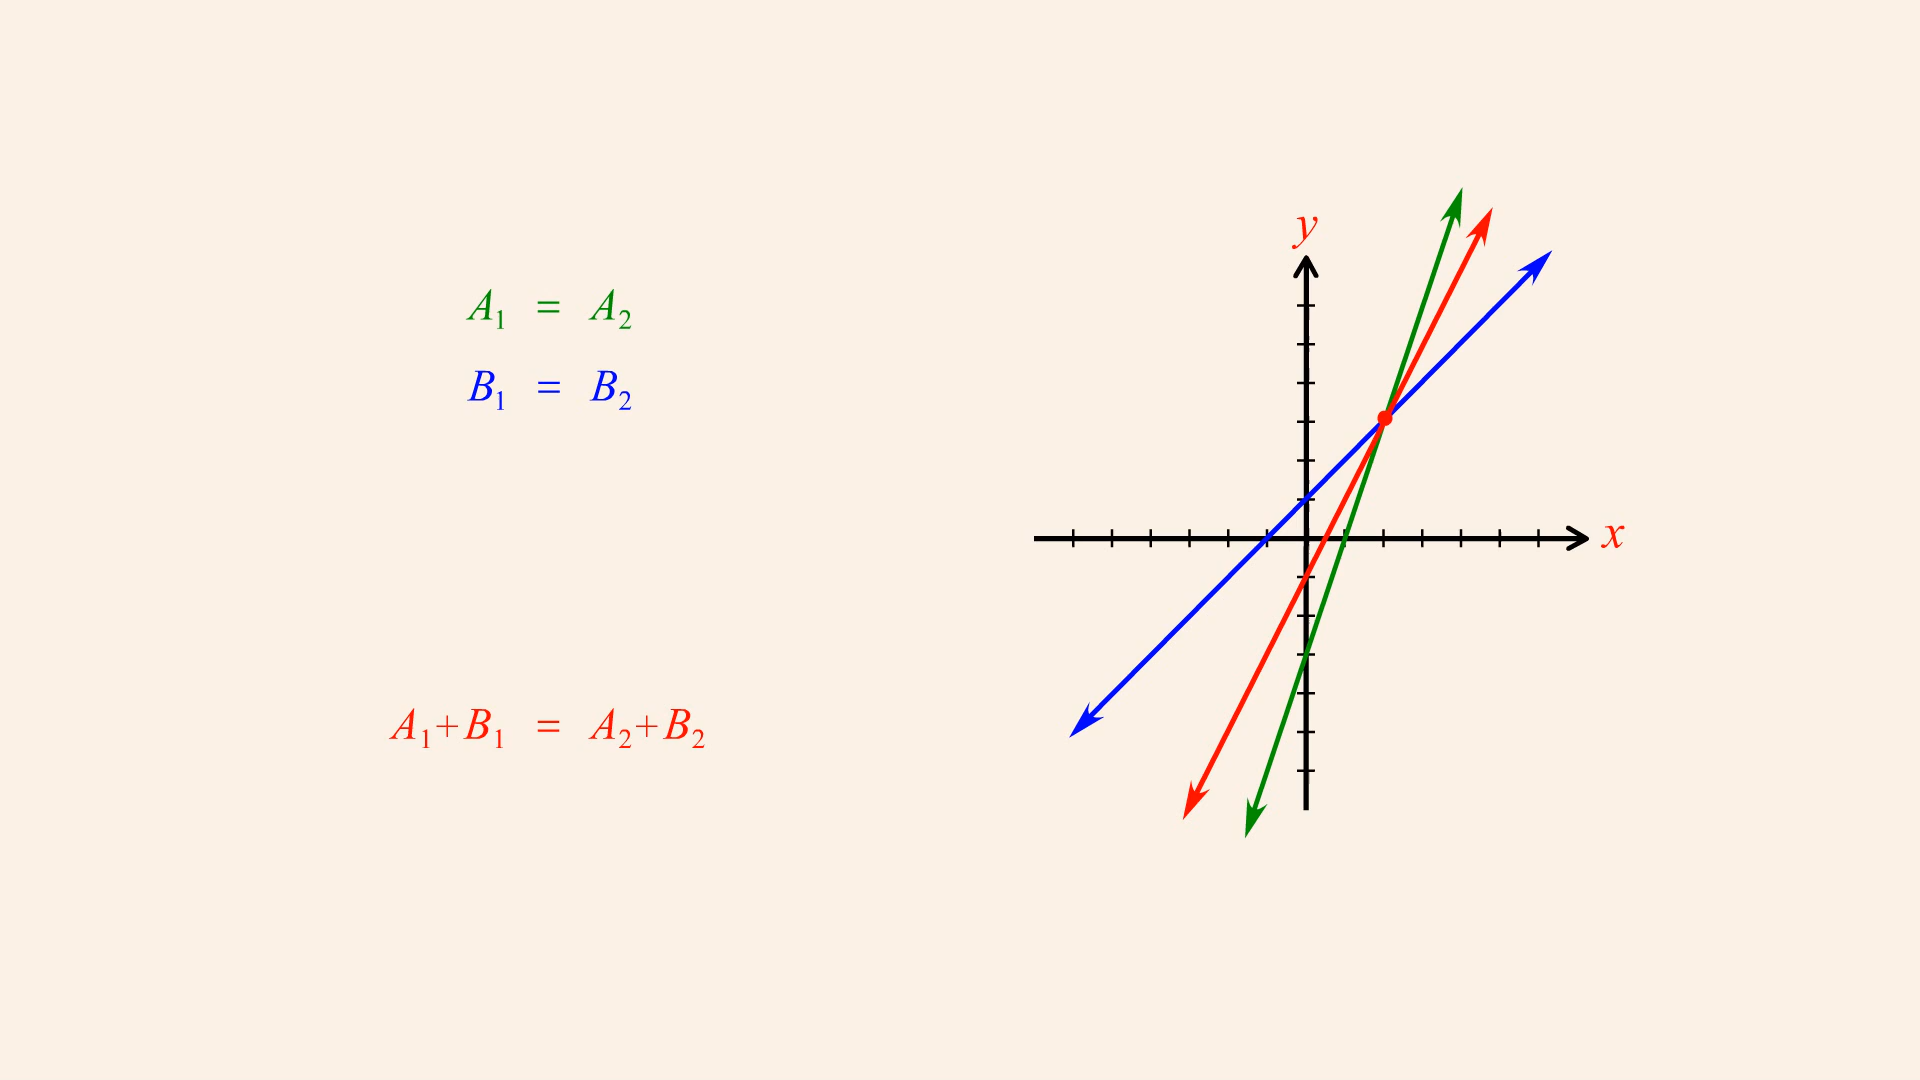 A₁ = A₂
B₁ = B₂
A₁+B₁ = A₂+B₂
y
x